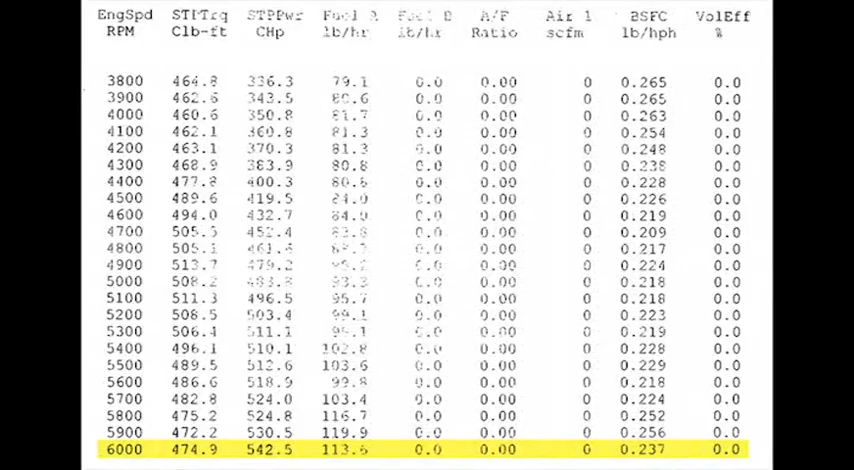 EngSpd STPTrq STPPwr Fuel A Fuel B A/F Air 1 BSFC VolEff
RPM Clb-ft CHp lb/hr lb/hr Ratio scfm lb/hph %
3800 464.8 336.3 79.1 0.0 0.00 0 0.265 0.0
3900 462.6 343.5 80.6 0.0 0.00 0 0.265 0.0
4000 460.6 350.8 81.7 0.0 0.00 0 0.263 0.0
4100 462.1 360.8 81.3 0.0 0.00 0 0.254 0.0
4200 463.1 370.3 81.3 0.0 0.00 0 0.248 0.0
4300 468.9 383.9 80.8 0.0 0.00 0 0.238 0.0
4400 477.8 400.3 80.6 0.0 0.00 0 0.228 0.0
4500 489.6 419.5 84.0 0.0 0.00 0 0.226 0.0
4600 494.0 432.7 84.0 0.0 0.00 0 0.219 0.0
4700 505.5 452.4 83.8 0.0 0.00 0 0.209 0.0
4800 505.1 461.6 0.0 0.00 0 0.217 0.0
4900 513.7 479.2 95.2 0.0 0.00 0 0.224 0.0
5000 508.2 483.8 93.3 0.0 0.00 0 0.218 0.0
5100 511.3 496.5 95.7 0.0 0.00 0 0.218 0.0
5200 508.5 503.4 99.1 0.0 0.00 0 0.223 0.0
5300 506.4 511.1 0.0 0.00 0 0.219 0.0
5400 496.1 510.1 102.8 0.0 0.00 0 0.228 0.0
5500 489.5 512.6 103.6 0.0 0.00 0 0.229 0.0
5600 486.6 518.9 99.8 0.0 0.00 0 0.218 0.0
5700 482.8 524.0 103.4 0.0 0.00 0 0.224 0.0
5800 475.2 524.8 116.7 0.0 0.00 0 0.252 0.0
5900 472.2 530.5 119.9 0.0 0.00 0 0.256 0.0
6000 474.9 542.5 113.6 0.0 0.00 0 0.237 0.0